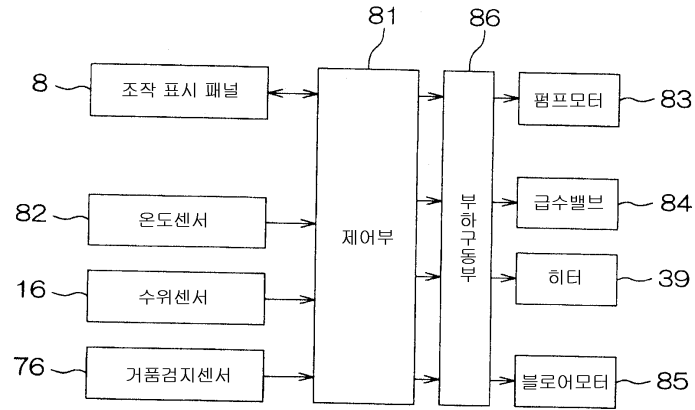 81
86
8
조작 표시 패널
펌프모터
83
82
온도센서
제어부
부하구동부
급수밸브
84
16
수위센서
히터
39
76
거품검지센서
블로어모터
85